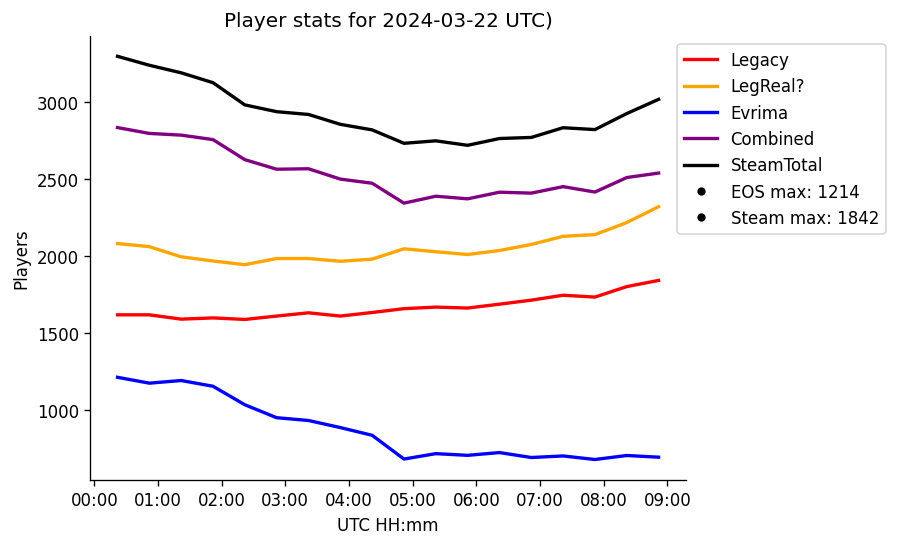 Player stats for 2024-03-22 UTC)
Legacy
LegReal?
Evrima
Combined
SteamTotal
EOS max: 1214
Steam max: 1842
Players
3000
2500
2000
1500
1000
00:00 01:00 02:00 03:00 04:00 05:00 06:00 07:00 08:00 09:00
UTC HH:mm